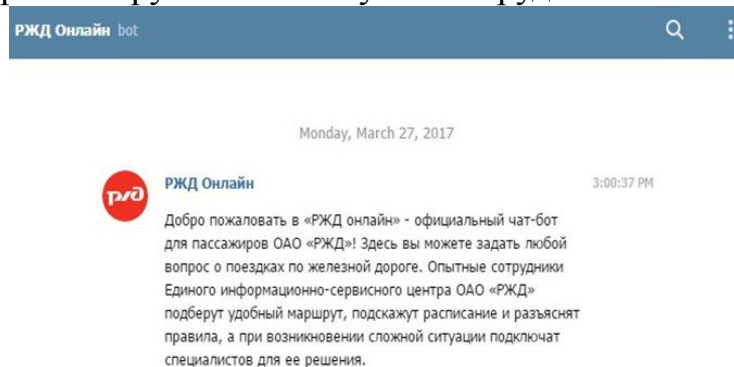 РЖД Онлайн bot
Monday, March 27, 2017
РЖД Онлайн 3:00:37 PM
Добро пожаловать в «РЖД онлайн» - официальный чат-бот
для пассажиров ОАО «РЖД»! Здесь вы можете задать любой
вопрос о поездках по железной дороге. Опытные сотрудники
Единого информационно-сервисного центра ОАО «РЖД»
подберут удобный маршрут, подскажут расписание и разъяснят
правила, а при возникновении сложной ситуации подключат
специалистов для ее решения.